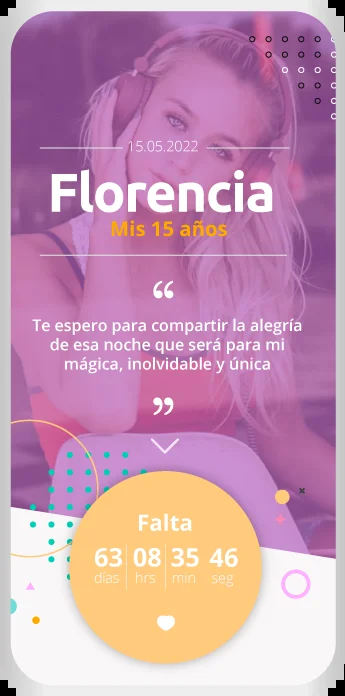 15.05.2022
Florencia
Mis 15 años
“
Te espero para compartir la alegría
de esa noche que será para mi
mágica, inolvidable y única
”
Falta
63 08 35 46
días hrs min seg